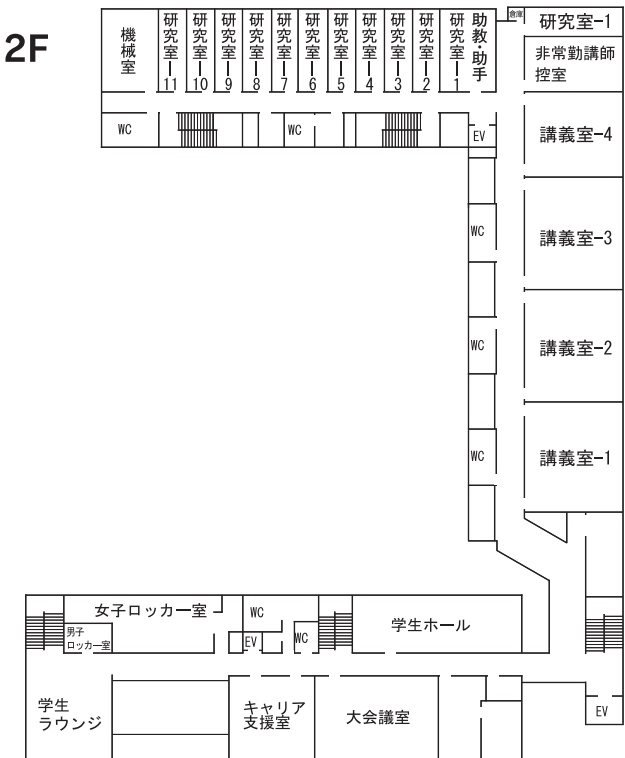 2F
機械室
研究室-11
研究室-10
研究室-9
研究室-8
研究室-7
研究室-6
研究室-5
研究室-4
研究室-3
研究室-2
研究室-1
助教・助手
倉庫
研究室-1
非常勤講師
控室
WC
WC
EV
講義室-4
WC
講義室-3
WC
講義室-2
WC
講義室-1
女子ロッカー室
WC
学生ホール
男子
ロッカー室
EV
WC
学生
ラウンジ
キャリア
支援室
大会議室
EV